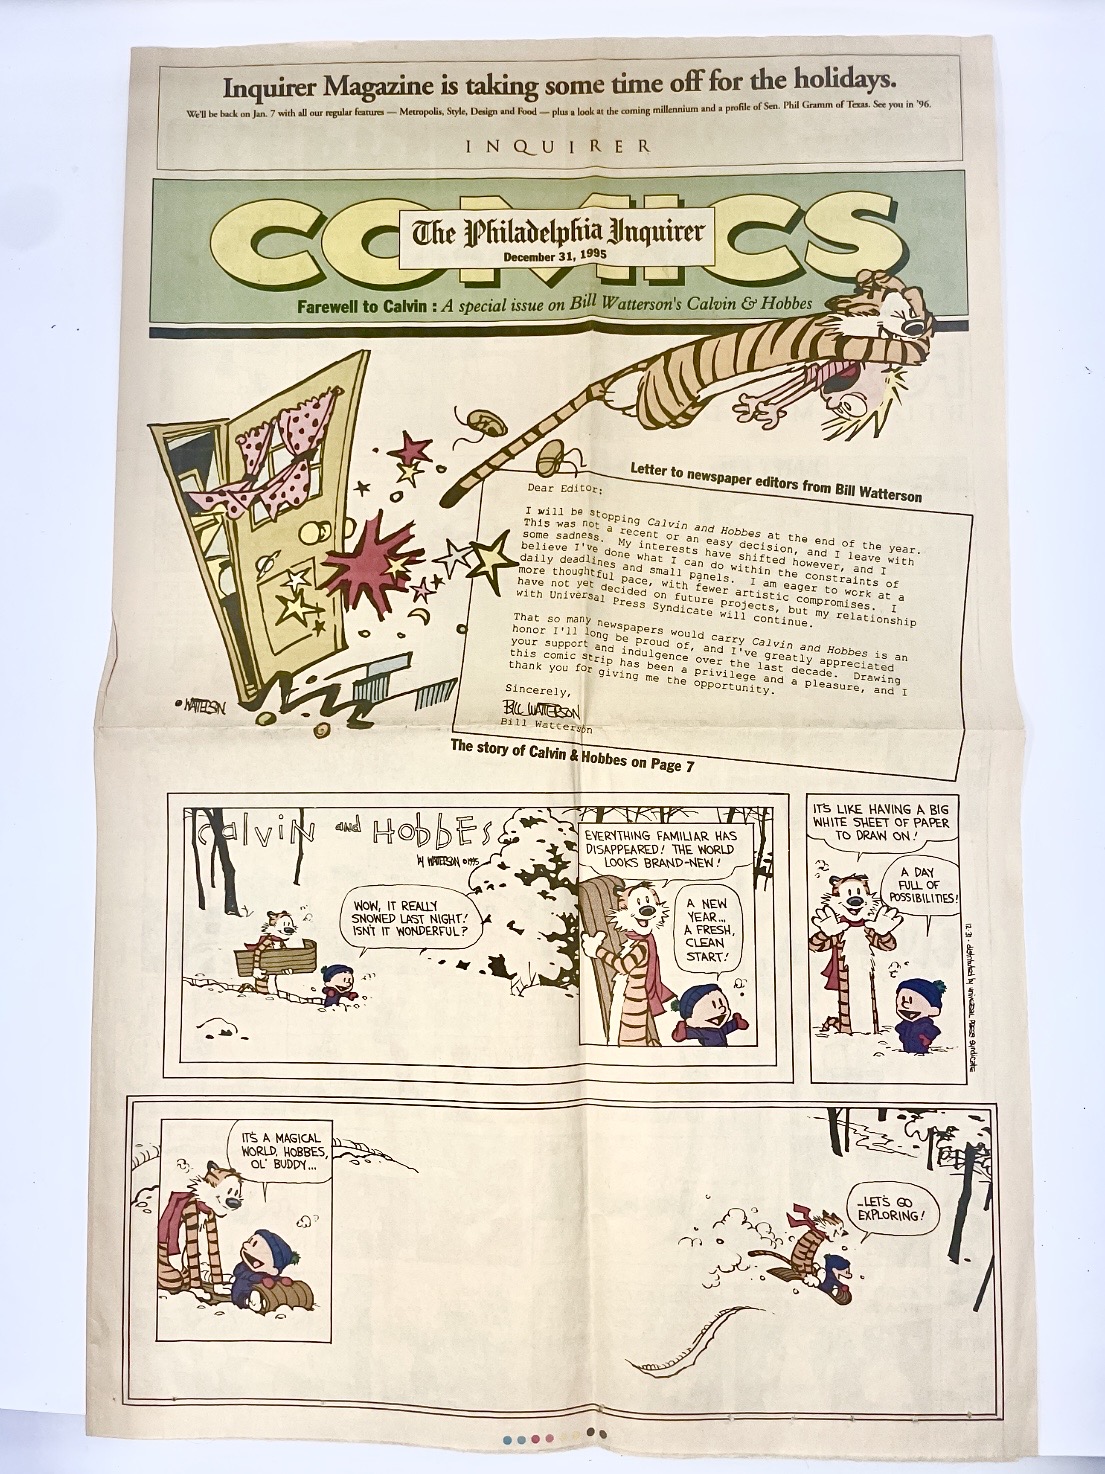 Inquirer Magazine is taking some time off for the holidays.
We'll be back on Jan. 7 with all our regular features — Metropolis, Style, Design and Food — plus a look at the coming millennium and a profile of Sen. Phil Gramm of Texas. See you in '96.
INQUIRER
COMICS
The Philadelphia Inquirer
December 31, 1995
Farewell to Calvin : A special issue on Bill Watterson's Calvin & Hobbes
Letter to newspaper editors from Bill Watterson
Dear Editor:
I will be stopping Calvin and Hobbes at the end of the year.
This was not a recent or an easy decision, and I leave with
some sadness. My interests have shifted however, and I
believe I've done what I can do within the constraints of
daily deadlines and small panels. I am eager to work at a
more thoughtful pace, with fewer artistic compromises. I
have not yet decided on future projects, but my relationship
with Universal Press Syndicate will continue.
That so many newspapers would carry Calvin and Hobbes is an
honor I'll long be proud of, and I've greatly appreciated
your support and indulgence over the last decade. Drawing
this comic strip has been a privilege and a pleasure, and I
thank you for giving me the opportunity.
Sincerely,
BILL WATTERSON
Bill Watterson
WATTERSON
The story of Calvin & Hobbes on Page 7
Calvin and Hobbes
by WATTERSON ©1995
WOW, IT REALLY
SNOWED LAST NIGHT!
ISN'T IT WONDERFUL?
EVERYTHING FAMILIAR HAS
DISAPPEARED! THE WORLD
LOOKS BRAND-NEW!
A NEW
YEAR...
A FRESH,
CLEAN
START!
IT'S LIKE HAVING A BIG
WHITE SHEET OF PAPER
TO DRAW ON!
A DAY
FULL OF
POSSIBILITIES!
12-31 - distributed by Universal Press Syndicate
IT'S A MAGICAL
WORLD, HOBBES,
OL' BUDDY...
...LET'S GO
EXPLORING!